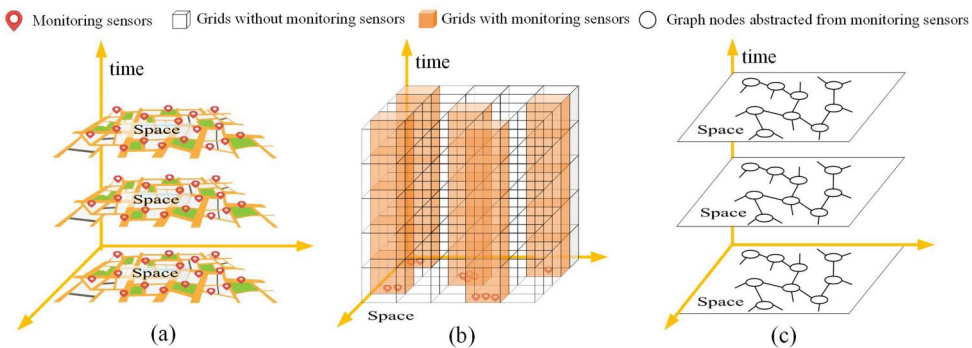 Monitoring sensors Grids without monitoring sensors Grids with monitoring sensors Graph nodes abstracted from monitoring sensors
time time time
Space Space
Space Space
Space Space
Space
(a) (b) (c)